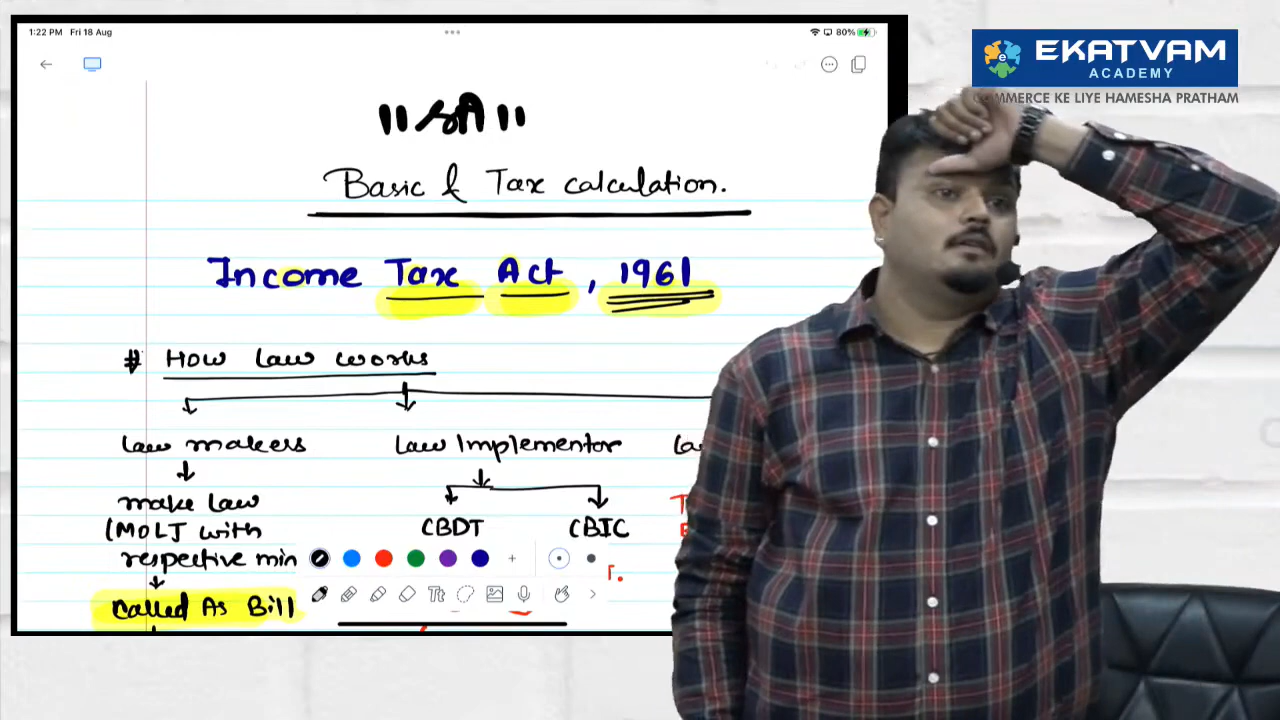 1:22 PM Fri 18 Aug
80%
EKATVAM
ACADEMY
COMMERCE KE LIYE HAMESHA PRATHAM
॥ श्री ॥
Basic & Tax calculation.
Income Tax Act, 1961
# How Law works
Law makers Law Implementor
make Law
(MOLJ with CBDT CBIC
respective min
Called As Bill
Tt